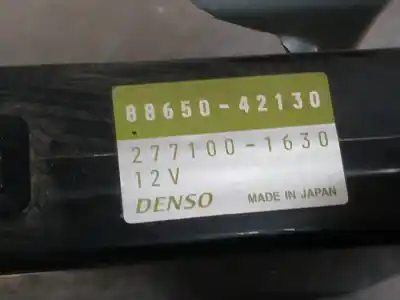 88650-42130
277100-1630
12V
DENSO MADE IN JAPAN